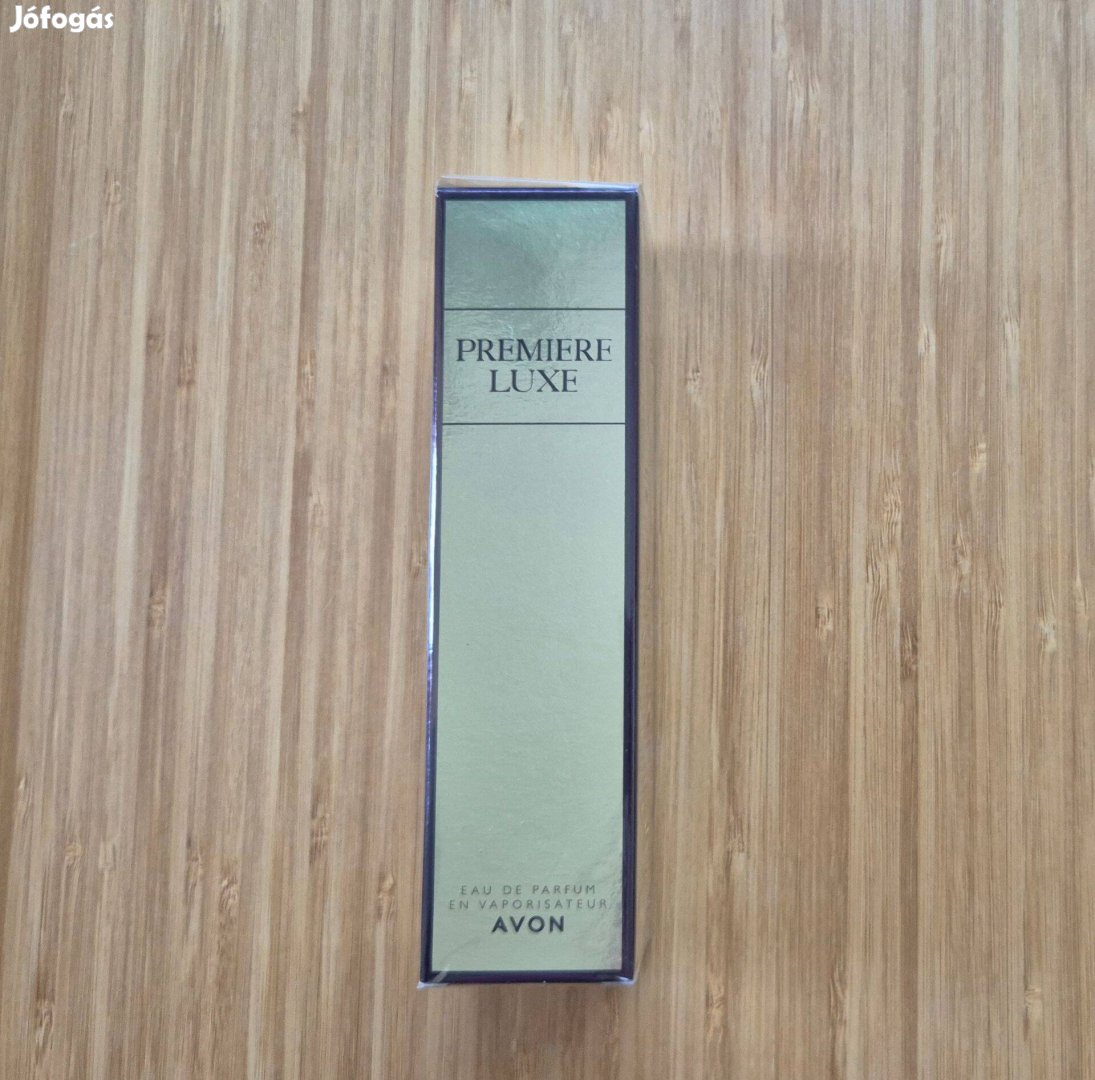 Jófogás
PREMIERE
LUXE
EAU DE PARFUM
EN VAPORISATEUR
AVON